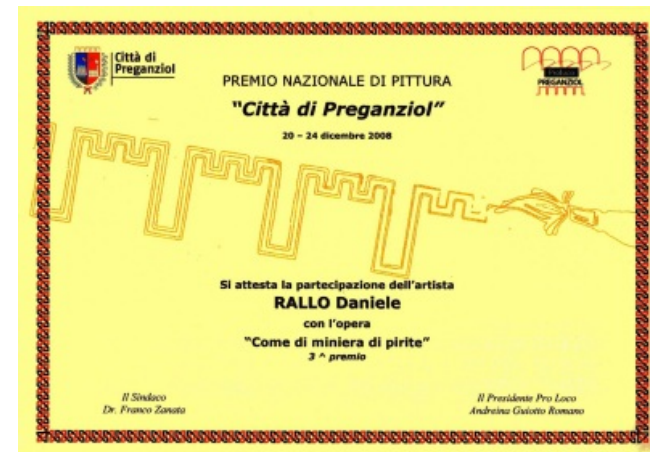 Città di
Preganziol
PREMIO NAZIONALE DI PITTURA
"Città di Preganziol"
20 – 24 dicembre 2008
PREGANZIOL
Si attesta la partecipazione dell'artista
RALLO Daniele
con l'opera
"Come di miniera di pirite"
3 ^ premio
Il Sindaco
Dr. Franco Zanata
Il Presidente Pro Loco
Andreina Guiotto Romano